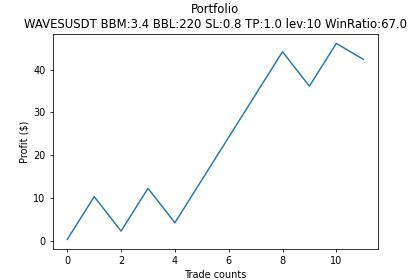 Portfolio
WAVESUSDT BBM:3.4 BBL:220 SL:0.8 TP:1.0 lev:10 WinRatio:67.0
Profit ($)
40
30
20
10
0
0 2 4 6 8 10
Trade counts